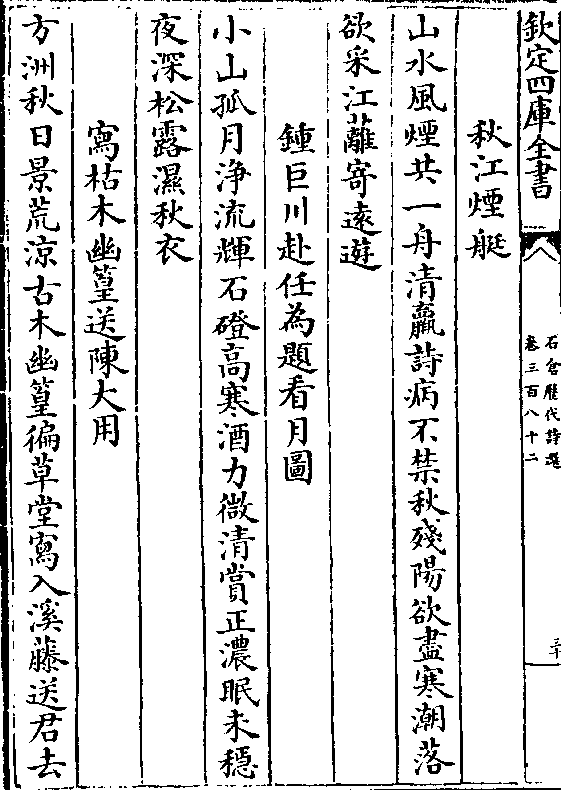 欽定四庫全書
石倉歷代詩選
卷三百八十二
秋江煙艇
山水風煙共一舟清羸詩病不禁秋殘陽欲盡寒潮落
欲采江蘺寄遠遊
鍾巨川赴任為題看月圖
小山孤月浄流輝石磴高寒酒力微清賞正濃眠未穩
夜深松露濕秋衣
寫枯木幽篁送陳大用
方洲秋日景荒涼古木幽篁徧草堂寫入溪藤送君去